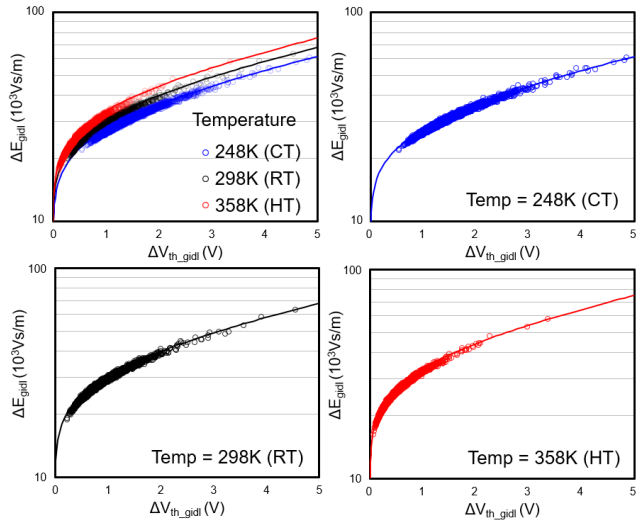 100
ΔE_gidl (10³Vs/m)
10
0 1 2 3 4 5
ΔV_th_gidl (V)
Temperature
248K (CT)
298K (RT)
358K (HT)
100
ΔE_gidl (10³Vs/m)
10
0 1 2 3 4 5
ΔV_th_gidl (V)
Temp = 248K (CT)
100
ΔE_gidl (10³Vs/m)
10
0 1 2 3 4 5
ΔV_th_gidl (V)
Temp = 298K (RT)
100
ΔE_gidl (10³Vs/m)
10
0 1 2 3 4 5
ΔV_th_gidl (V)
Temp = 358K (HT)